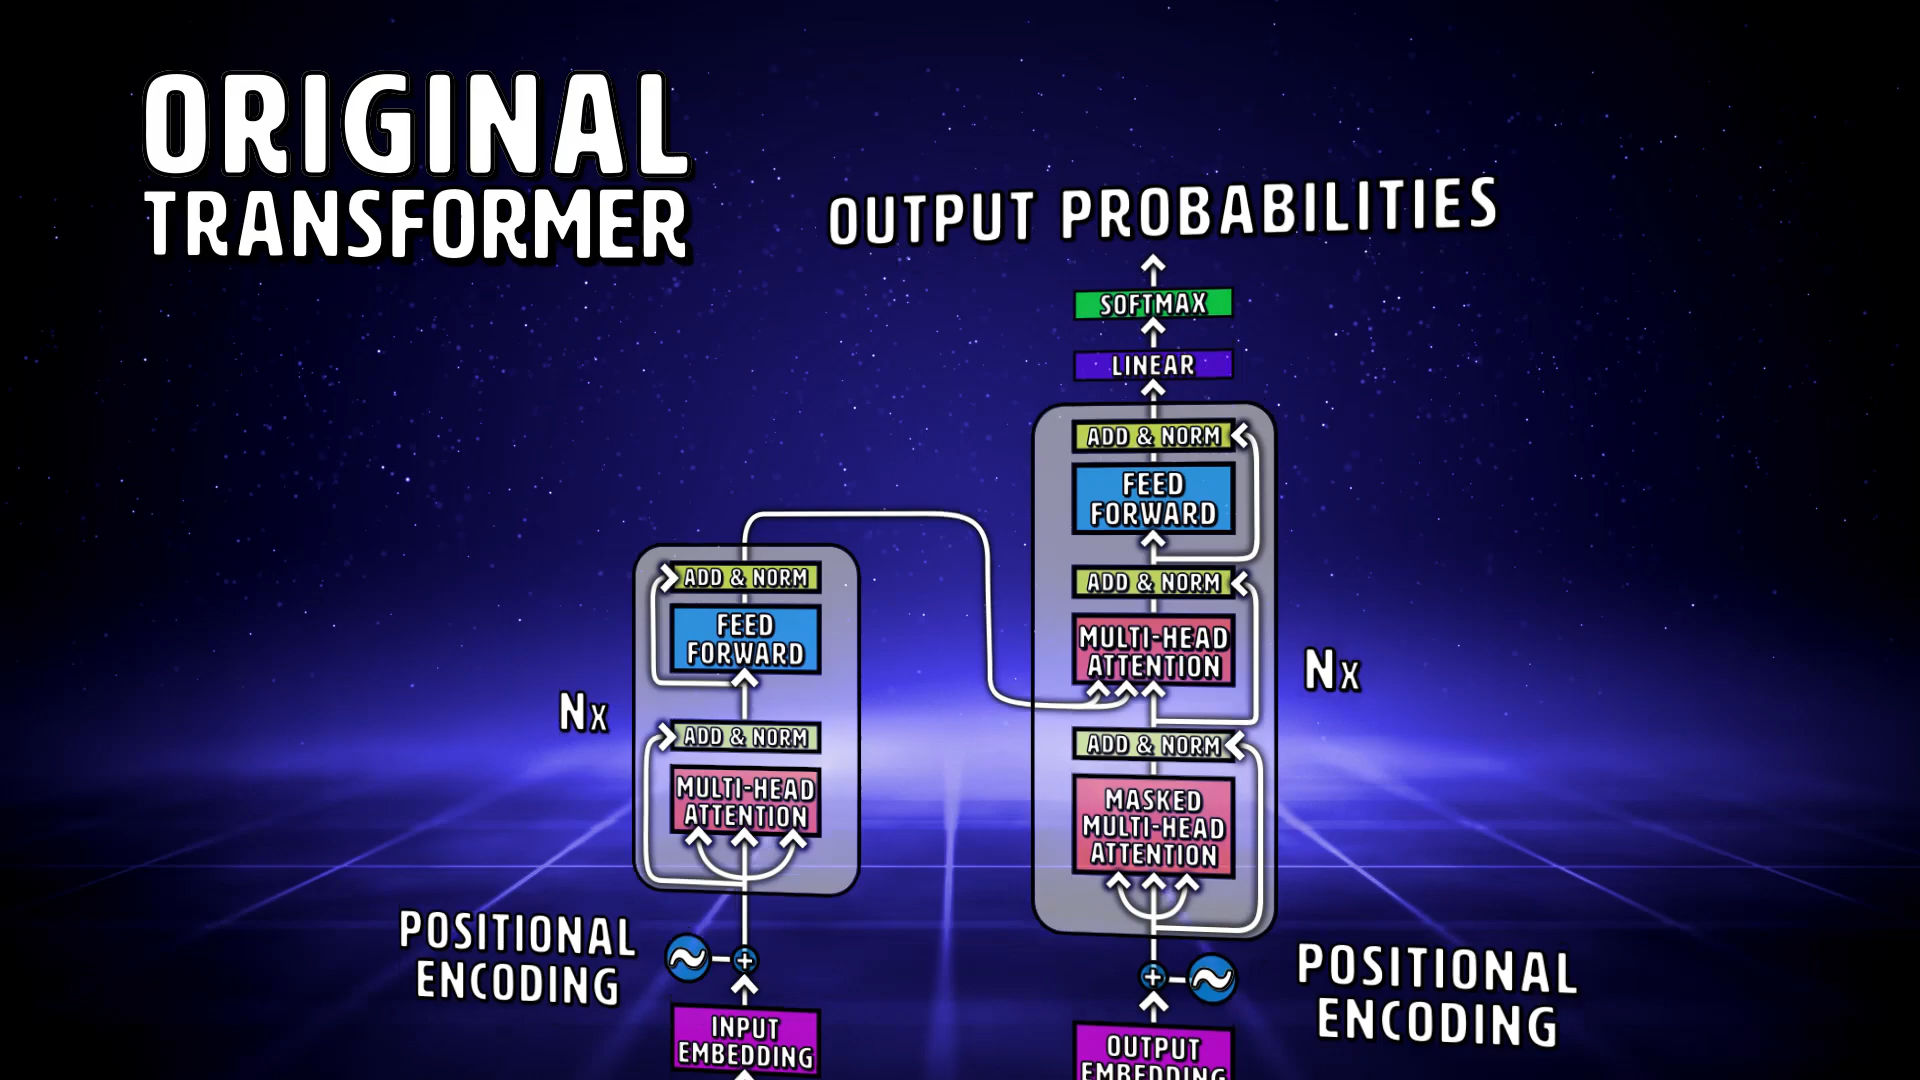 ORIGINAL
TRANSFORMER
OUTPUT PROBABILITIES
SOFTMAX
LINEAR
ADD & NORM
FEED
FORWARD
ADD & NORM
MULTI-HEAD
ATTENTION
ADD & NORM
MASKED
MULTI-HEAD
ATTENTION
NX
ADD & NORM
FEED
FORWARD
ADD & NORM
MULTI-HEAD
ATTENTION
NX
POSITIONAL
ENCODING
+
INPUT
EMBEDDING
+
POSITIONAL
ENCODING
OUTPUT
EMBEDDING